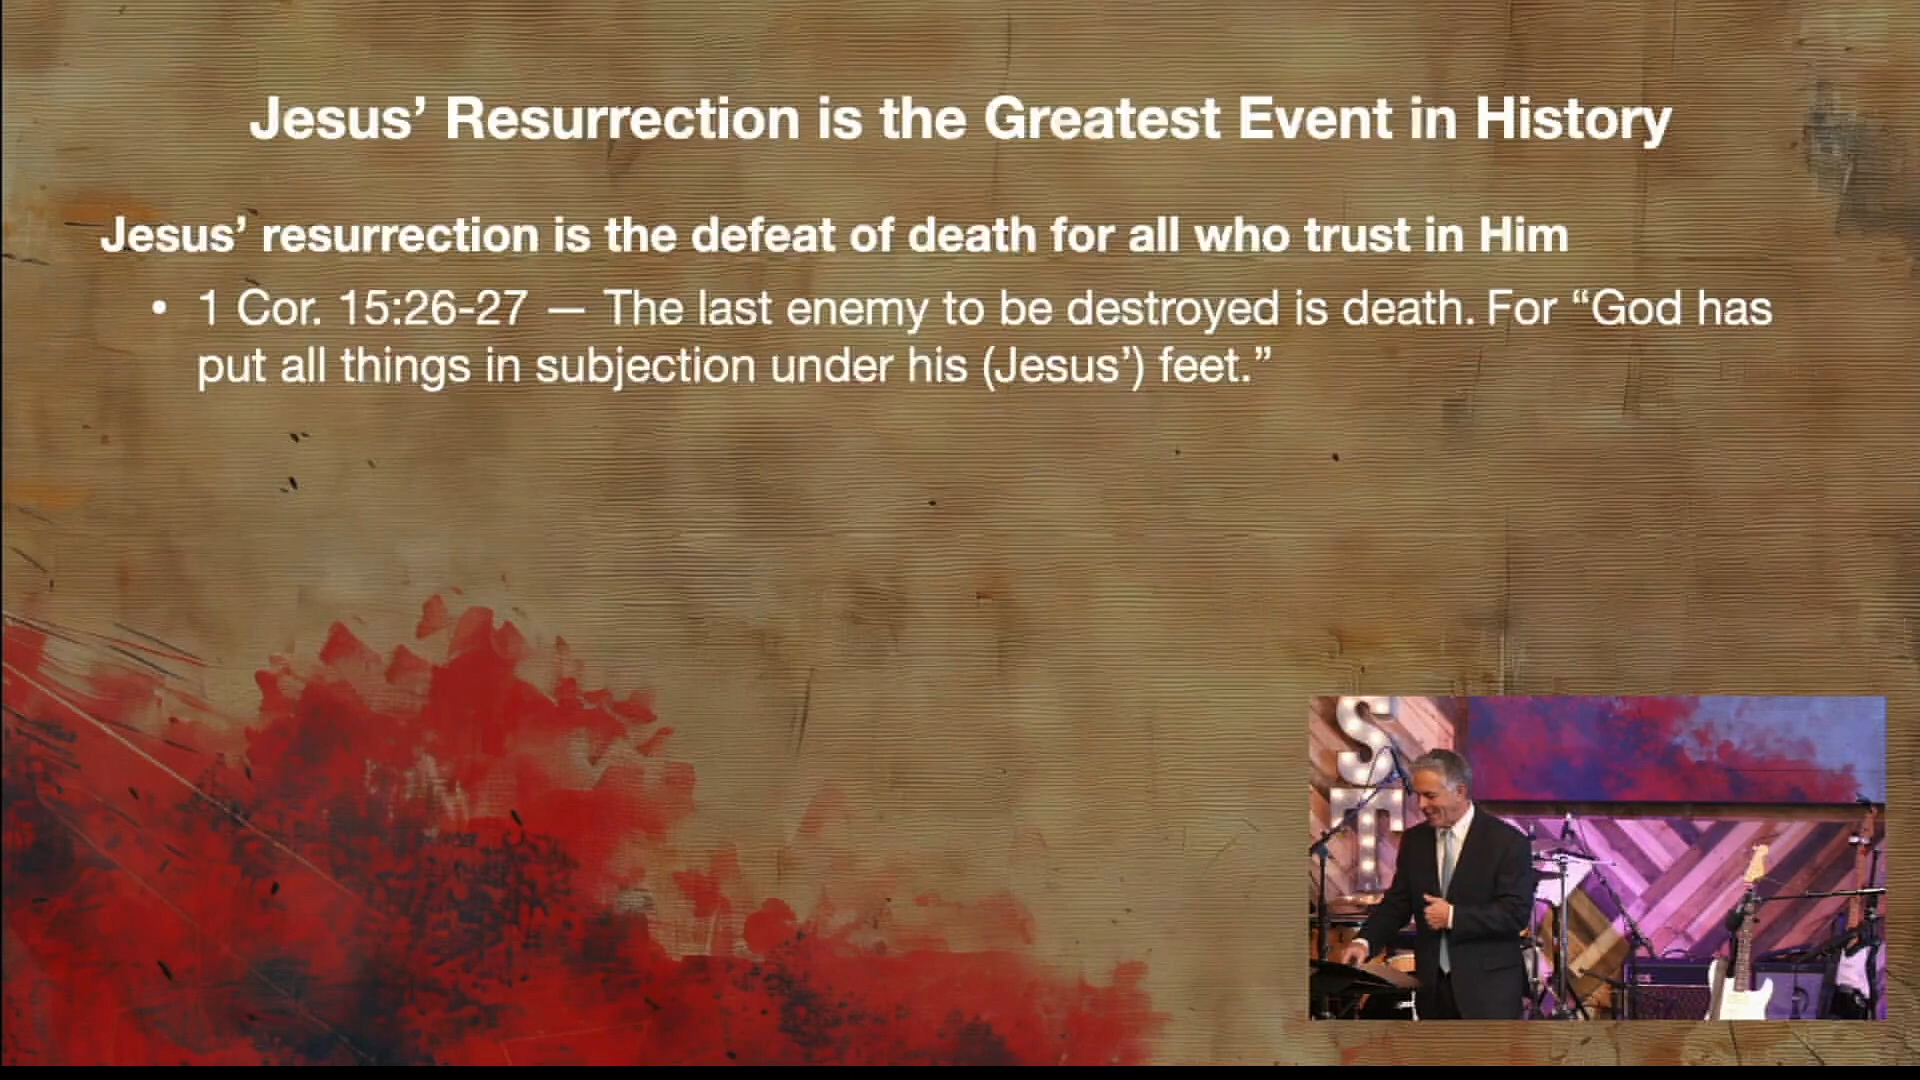 Jesus’ Resurrection is the Greatest Event in History
Jesus’ resurrection is the defeat of death for all who trust in Him
• 1 Cor. 15:26-27 — The last enemy to be destroyed is death. For “God has
put all things in subjection under his (Jesus’) feet.”
S
T